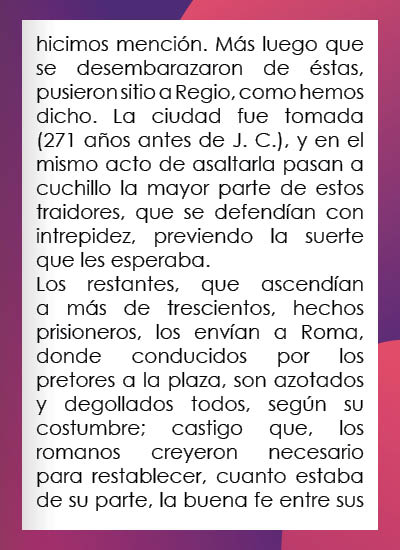 hicimos mención. Más luego que
se desembarazaron de éstas,
pusieron sitio a Regio, como hemos
dicho. La ciudad fue tomada
(271 años antes de J. C.), y en el
mismo acto de asaltarla pasan a
cuchillo la mayor parte de estos
traidores, que se defendían con
intrepidez, previendo la suerte
que les esperaba.
Los restantes, que ascendían
a más de trescientos, hechos
prisioneros, los envían a Roma,
donde conducidos por los
pretores a la plaza, son azotados
y degollados todos, según su
costumbre; castigo que, los
romanos creyeron necesario
para restablecer, cuanto estaba
de su parte, la buena fe entre sus